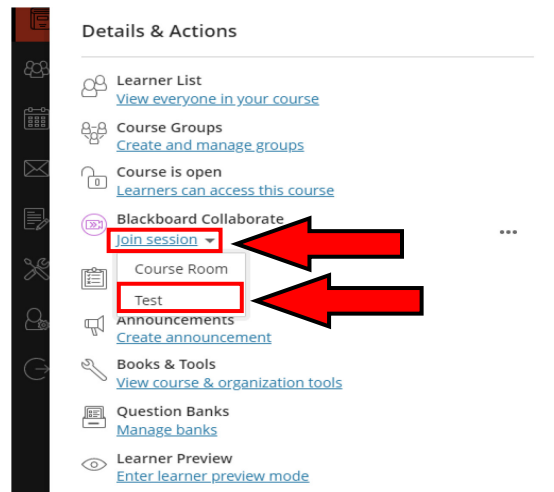 Details & Actions
Learner List
View everyone in your course
Course Groups
Create and manage groups
Course is open
Learners can access this course
Blackboard Collaborate
Join session
Course Room
Test
Announcements
Create announcement
Books & Tools
View course & organization tools
Question Banks
Manage banks
Learner Preview
Enter learner preview mode